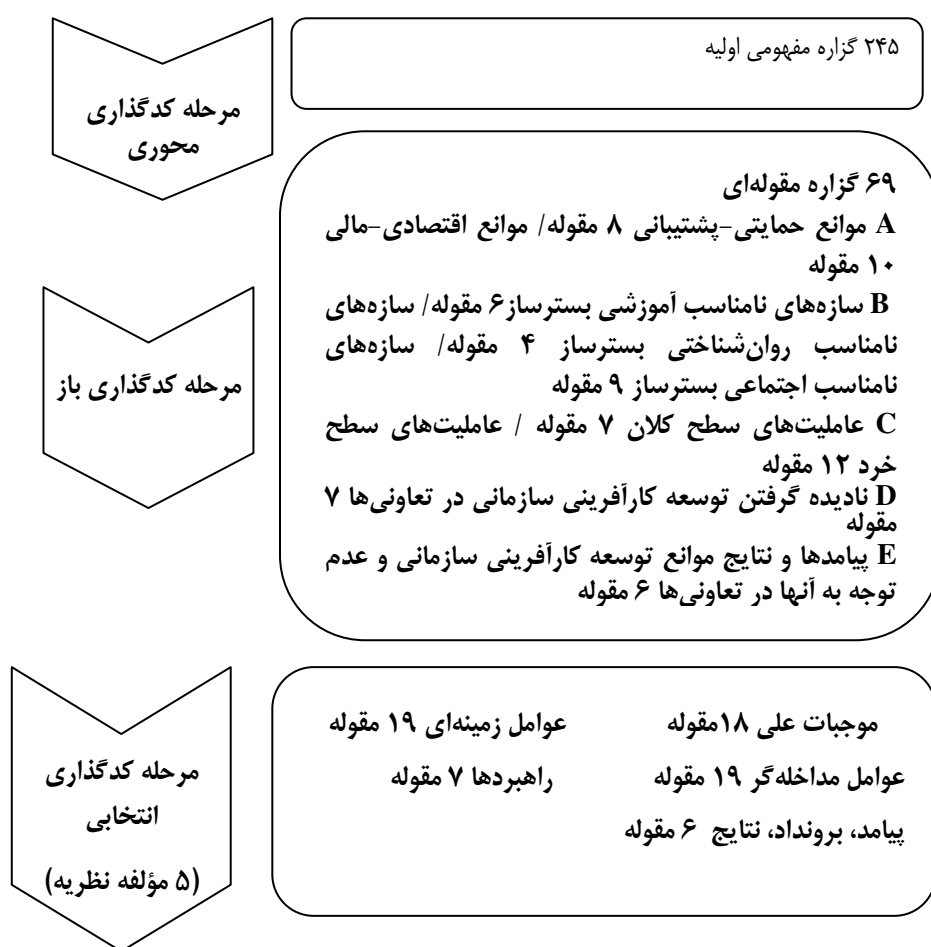 ۲۴۵ گزاره مفهومی اولیه
مرحله کدگذاری
محوری
۶۹ گزاره مقوله‌ای
A موانع حمایتی-پشتیبانی ۸ مقوله/ موانع اقتصادی-مالی
۱۰ مقوله
B سازه‌های نامناسب آموزشی بسترساز۶ مقوله/ سازه‌های
نامناسب روان‌شناختی بسترساز ۴ مقوله/ سازه‌های
نامناسب اجتماعی بسترساز ۹ مقوله
C عاملیت‌های سطح کلان ۷ مقوله / عاملیت‌های سطح
خرد ۱۲ مقوله
D نادیده گرفتن توسعه کارآفرینی سازمانی در تعاونی‌ها ۷
مقوله
E پیامدها و نتایج موانع توسعه کارآفرینی سازمانی و عدم
توجه به آنها در تعاونی‌ها ۶ مقوله
مرحله کدگذاری باز
موجبات علی ۱۸مقوله عوامل زمینه‌ای ۱۹ مقوله
عوامل مداخله‌گر ۱۹ مقوله راهبردها ۷ مقوله
پیامد، برونداد، نتایج ۶ مقوله
مرحله کدگذاری
انتخابی
(۵ مؤلفه نظریه)